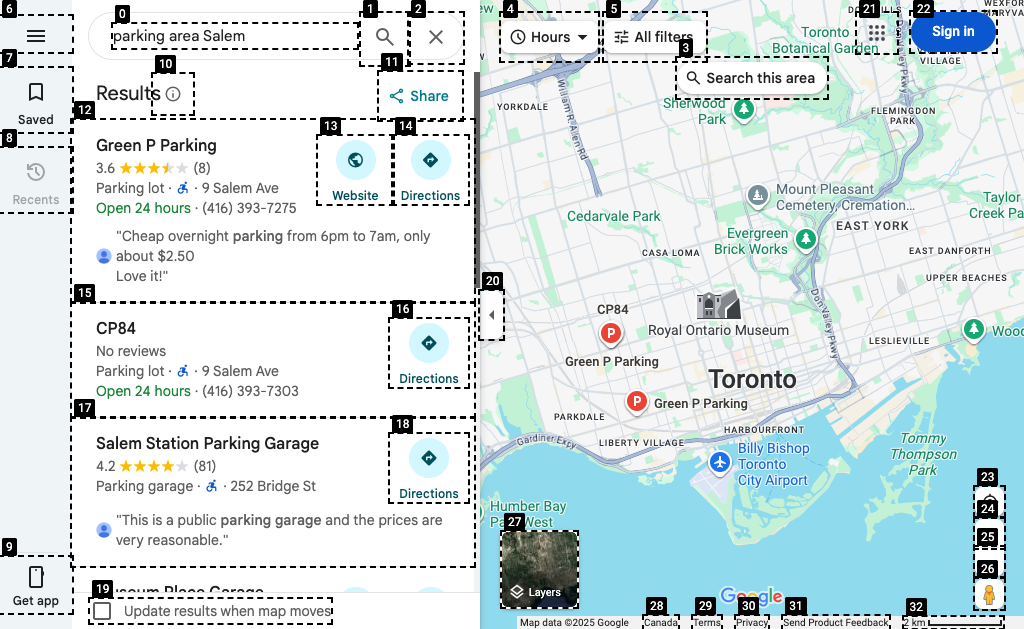 parking area Salem
Results
Share
Saved
Recents
Get app
Green P Parking
3.6 (8)
Parking lot · 9 Salem Ave
Open 24 hours · (416) 393-7275
"Cheap overnight parking from 6pm to 7am, only
about $2.50
Love it!"
Website
Directions
CP84
No reviews
Parking lot · 9 Salem Ave
Open 24 hours · (416) 393-7303
Directions
Salem Station Parking Garage
4.2 (81)
Parking garage · 252 Bridge St
Directions
"This is a public parking garage and the prices are
very reasonable."
Update results when map moves
Hours
All filters
Search this area
Sign in
0
1
2
3
4
5
6
7
8
9
10
11
12
13
14
15
16
17
18
19
20
21
22
23
24
25
26
27
28
29
30
31
32
Toronto
Botanical Garden
VILLAGE
YORKDALE
William R. Allen Rd
Sherwood
Park
FLEMINGDON
PARK
Mount Pleasant
Cemetery, Cremation...
Taylor
Creek Pa
Cedarvale Park
Evergreen
Brick Works
EAST YORK
CASA LOMA
EAST DANFORTH
UPPER BEACHES
Don Valley Pkwy
CP84
Royal Ontario Museum
Green P Parking
LESLIEVILLE
Wood
Toronto
Green P Parking
PARKDALE
HARBOURFRONT
LIBERTY VILLAGE
Gardiner Expy
Billy Bishop
Toronto
City Airport
Tommy
Thompson
Park
Humber Bay
Park West
Layers
Google
Map data ©2025 Google
Canada
Terms
Privacy
Send Product Feedback
2 km